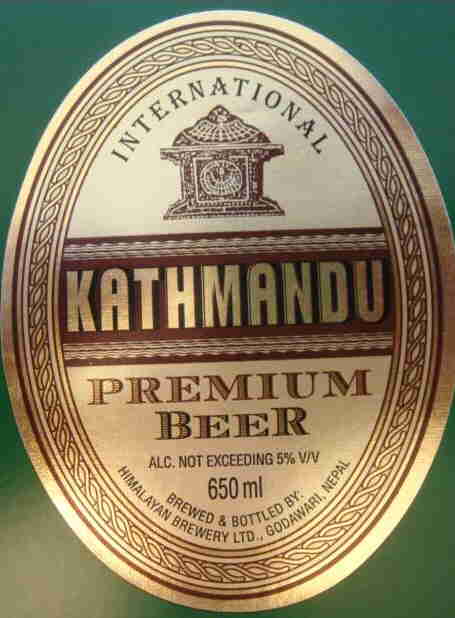 INTERNATIONAL
KATHMANDU
PREMIUM
BEER
ALC. NOT EXCEEDING 5% V/V
650 ml
BREWED & BOTTLED BY:
HIMALAYAN BREWERY LTD., GODAWARI, NEPAL